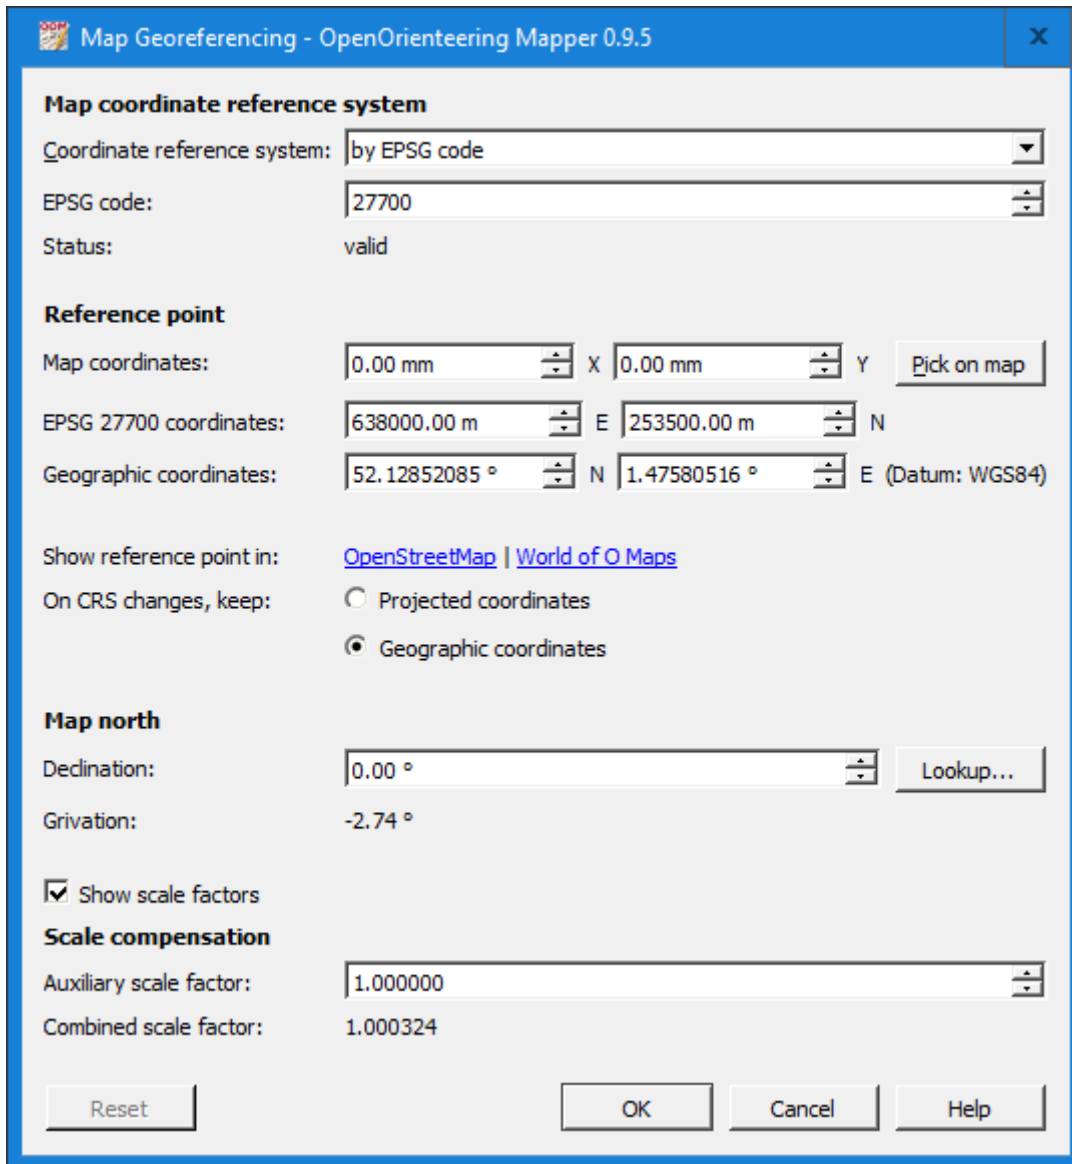 Map Georeferencing - OpenOrienteering Mapper 0.9.5
Map coordinate reference system
Coordinate reference system: by EPSG code
EPSG code: 27700
Status: valid
Reference point
Map coordinates: 0.00 mm X 0.00 mm Y Pick on map
EPSG 27700 coordinates: 638000.00 m E 253500.00 m N
Geographic coordinates: 52.12852085 ° N 1.47580516 ° E (Datum: WGS84)
Show reference point in: OpenStreetMap | World of O Maps
On CRS changes, keep: Projected coordinates
Geographic coordinates
Map north
Declination: 0.00 ° Lookup...
Grivation: -2.74 °
Show scale factors
Scale compensation
Auxiliary scale factor: 1.000000
Combined scale factor: 1.000324
Reset OK Cancel Help